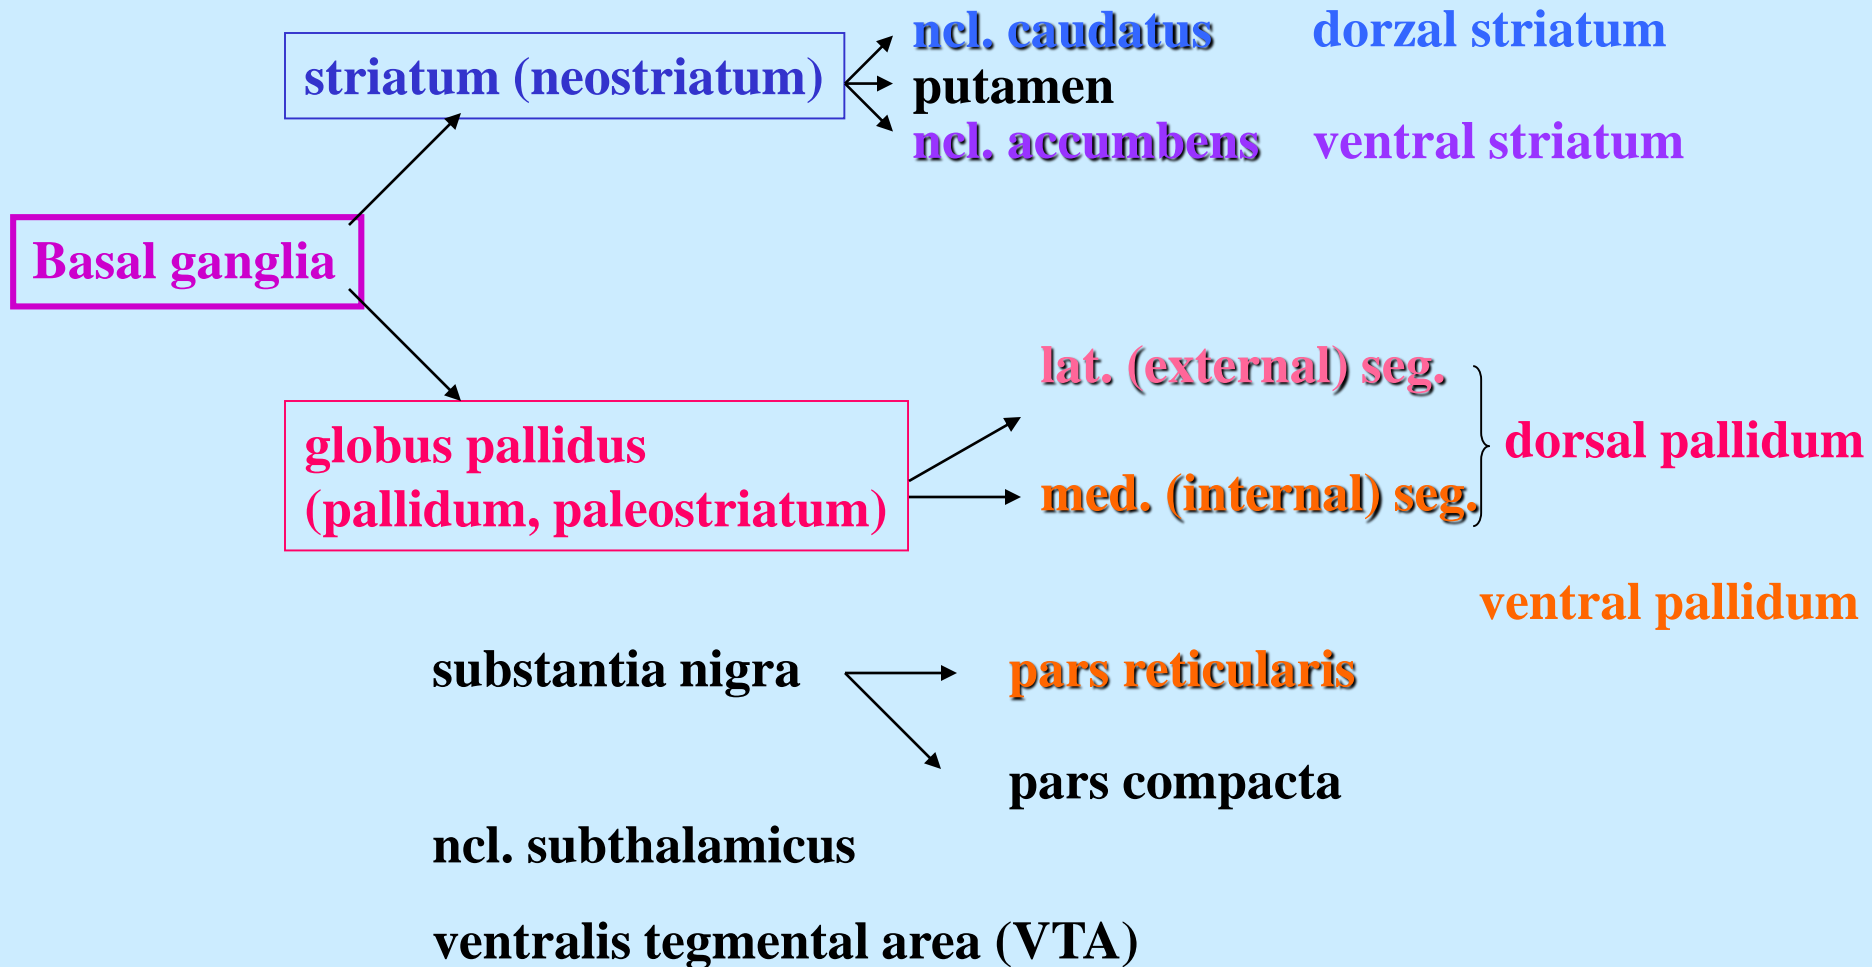 ncl. caudatus dorzal striatum
striatum (neostriatum)
putamen
ncl. accumbens ventral striatum
Basal ganglia
lat. (external) seg.
globus pallidus
dorsal pallidum
med. (internal) seg.
(pallidum, paleostriatum)
ventral pallidum
substantia nigra pars reticularis
pars compacta
ncl. subthalamicus
ventralis tegmental area (VTA)